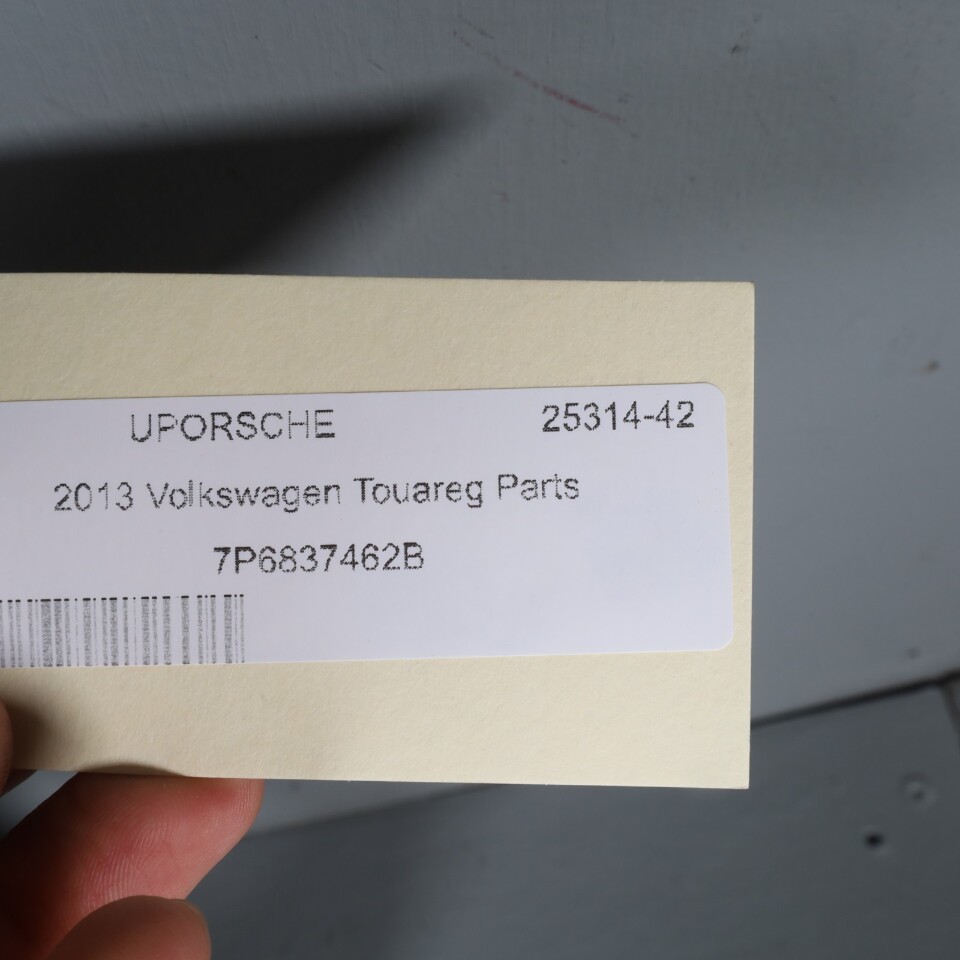 UPORSCHE 25314-42
2013 Volkswagen Touareg Parts
7P6837462B